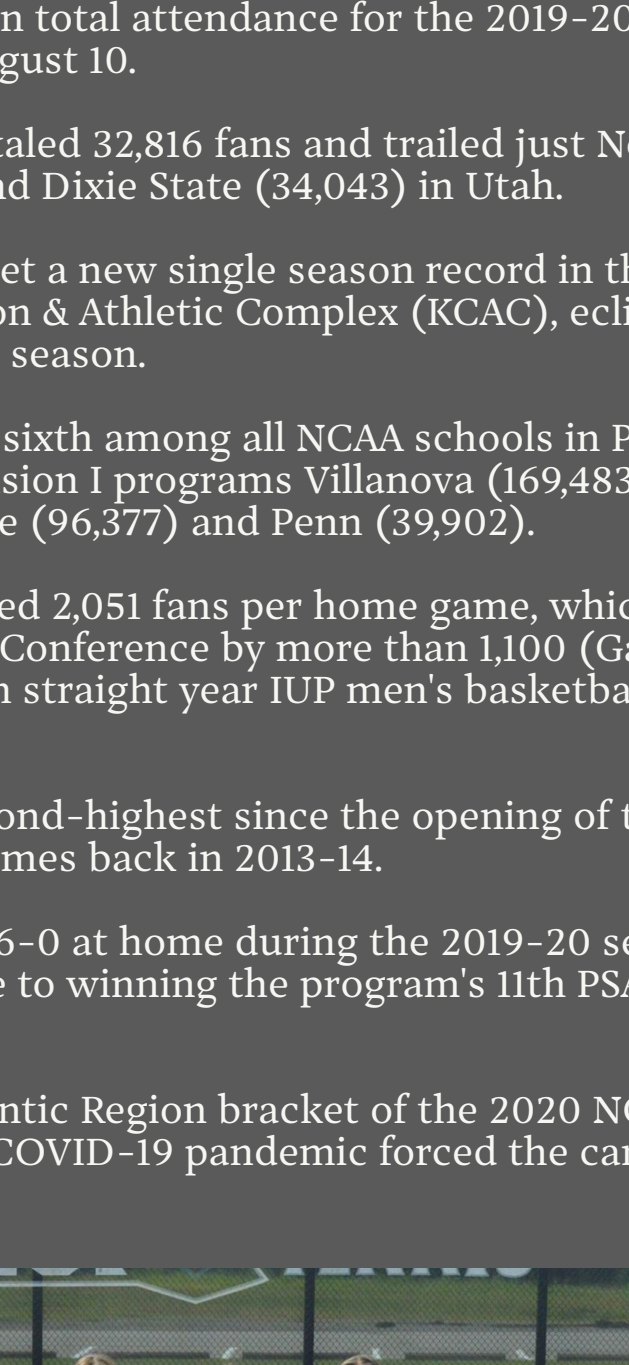 n total attendance for the 2019-20
gust 10.
taled 32,816 fans and trailed just N
nd Dixie State (34,043) in Utah.
et a new single season record in th
on & Athletic Complex (KCAC), ecli
season.
sixth among all NCAA schools in P
sion I programs Villanova (169,483
e (96,377) and Penn (39,902).
ed 2,051 fans per home game, whic
Conference by more than 1,100 (Ga
n straight year IUP men's basketba
ond-highest since the opening of t
mes back in 2013-14.
6-0 at home during the 2019-20 se
e to winning the program's 11th PSA
ntic Region bracket of the 2020 NC
COVID-19 pandemic forced the can